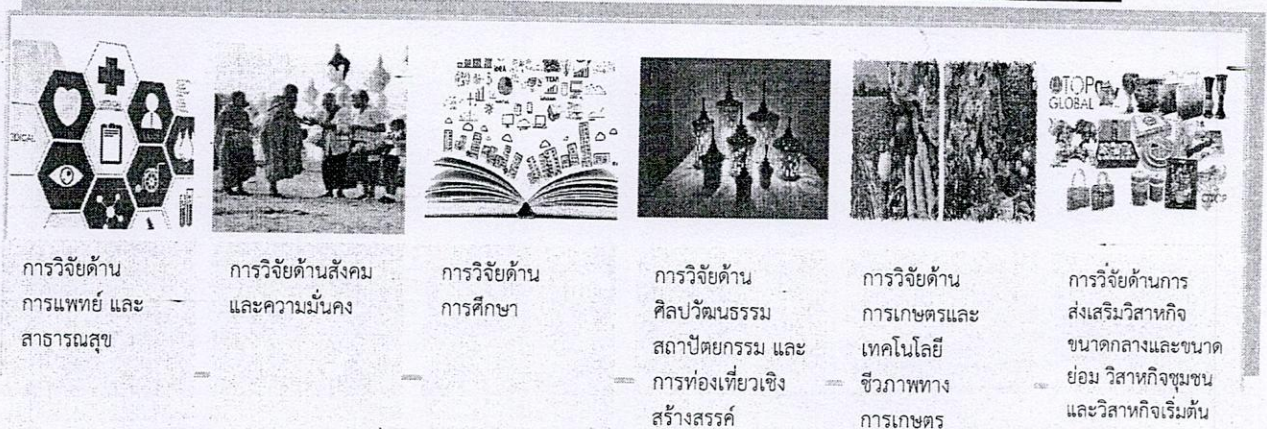 MEDICAL
IDEA
TEAM
OTOP
GLOBAL
การวิจัยด้าน
การแพทย์ และ
สาธารณสุข
การวิจัยด้านสังคม
และความมั่นคง
การวิจัยด้าน
การศึกษา
การวิจัยด้าน
ศิลปวัฒนธรรม
สถาปัตยกรรม และ
การท่องเที่ยวเชิง
สร้างสรรค์
การวิจัยด้าน
การเกษตรและ
เทคโนโลยี
ชีวภาพทาง
การเกษตร
การวิจัยด้านการ
ส่งเสริมวิสาหกิจ
ขนาดกลางและขนาด
ย่อม วิสาหกิจชุมชน
และวิสาหกิจเริ่มต้น